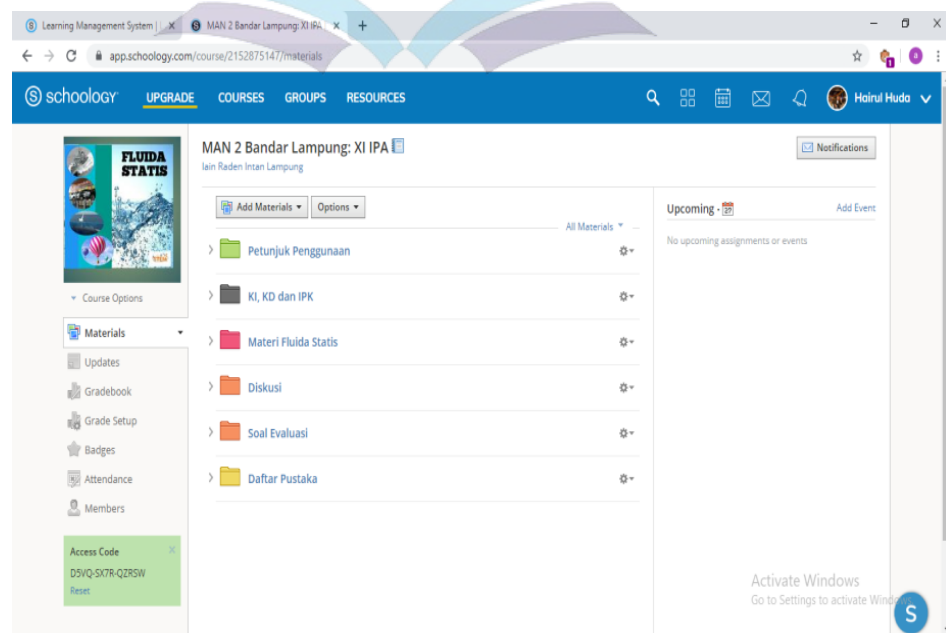 Learning Management System |
MAN 2 Bandar Lampung: XI IPA
app.schoology.com/course/2152875147/materials
schoology
UPGRADE
COURSES
GROUPS
RESOURCES
Hairul Huda
FLUIDA
STATIS
MAN 2 Bandar Lampung: XI IPA
Iain Raden Intan Lampung
Notifications
Add Materials
Options
All Materials
Upcoming
Add Event
No upcoming assignments or events
Petunjuk Penggunaan
KI, KD dan IPK
Materi Fluida Statis
Diskusi
Soal Evaluasi
Daftar Pustaka
Course Options
Materials
Updates
Gradebook
Grade Setup
Badges
Attendance
Members
Access Code
D5VQ-SX7R-QZRSW
Reset
Activate Windows
Go to Settings to activate Windows.